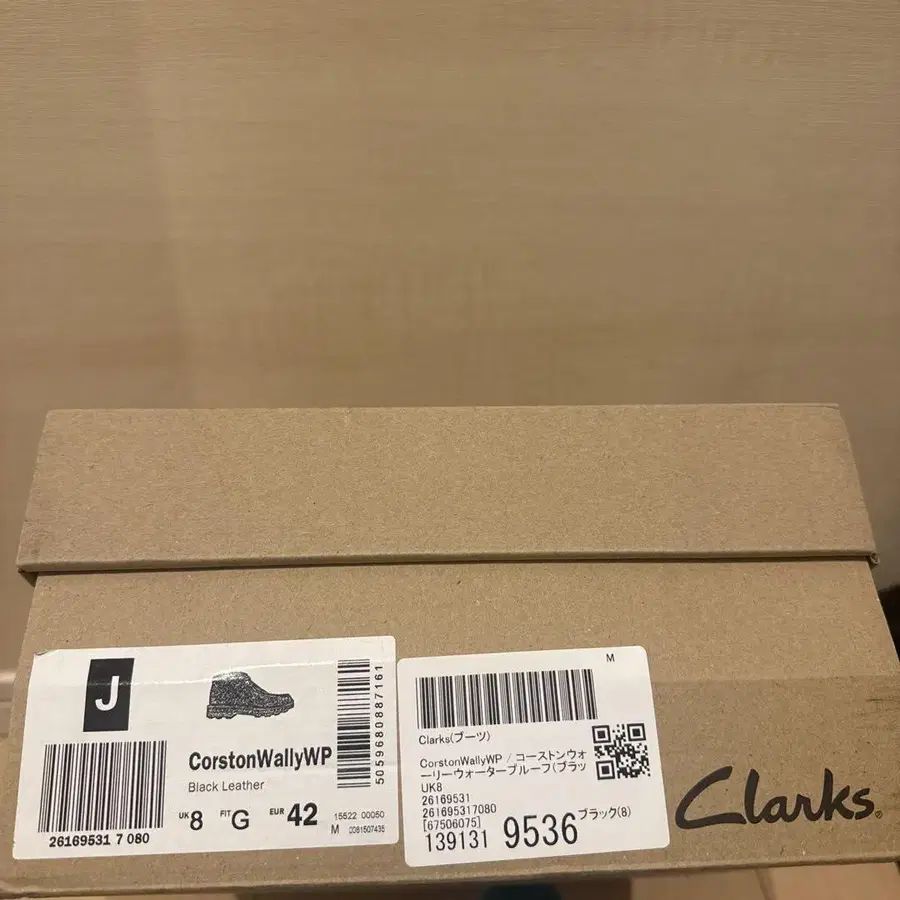 J
CorstonWallyWP
Black Leather
UK 8 FIT G EUR 42
15522 00050
M 0061507435
26169531 7 080
5059680887161
M
Clarks(ブーツ)
CorstonWallyWP / コーストンウォ
ーリーウォータープルーフ(ブラッ
UK8
26169531
261695317080
[67506075]
139131 9536 ブラック(8)
Clarks